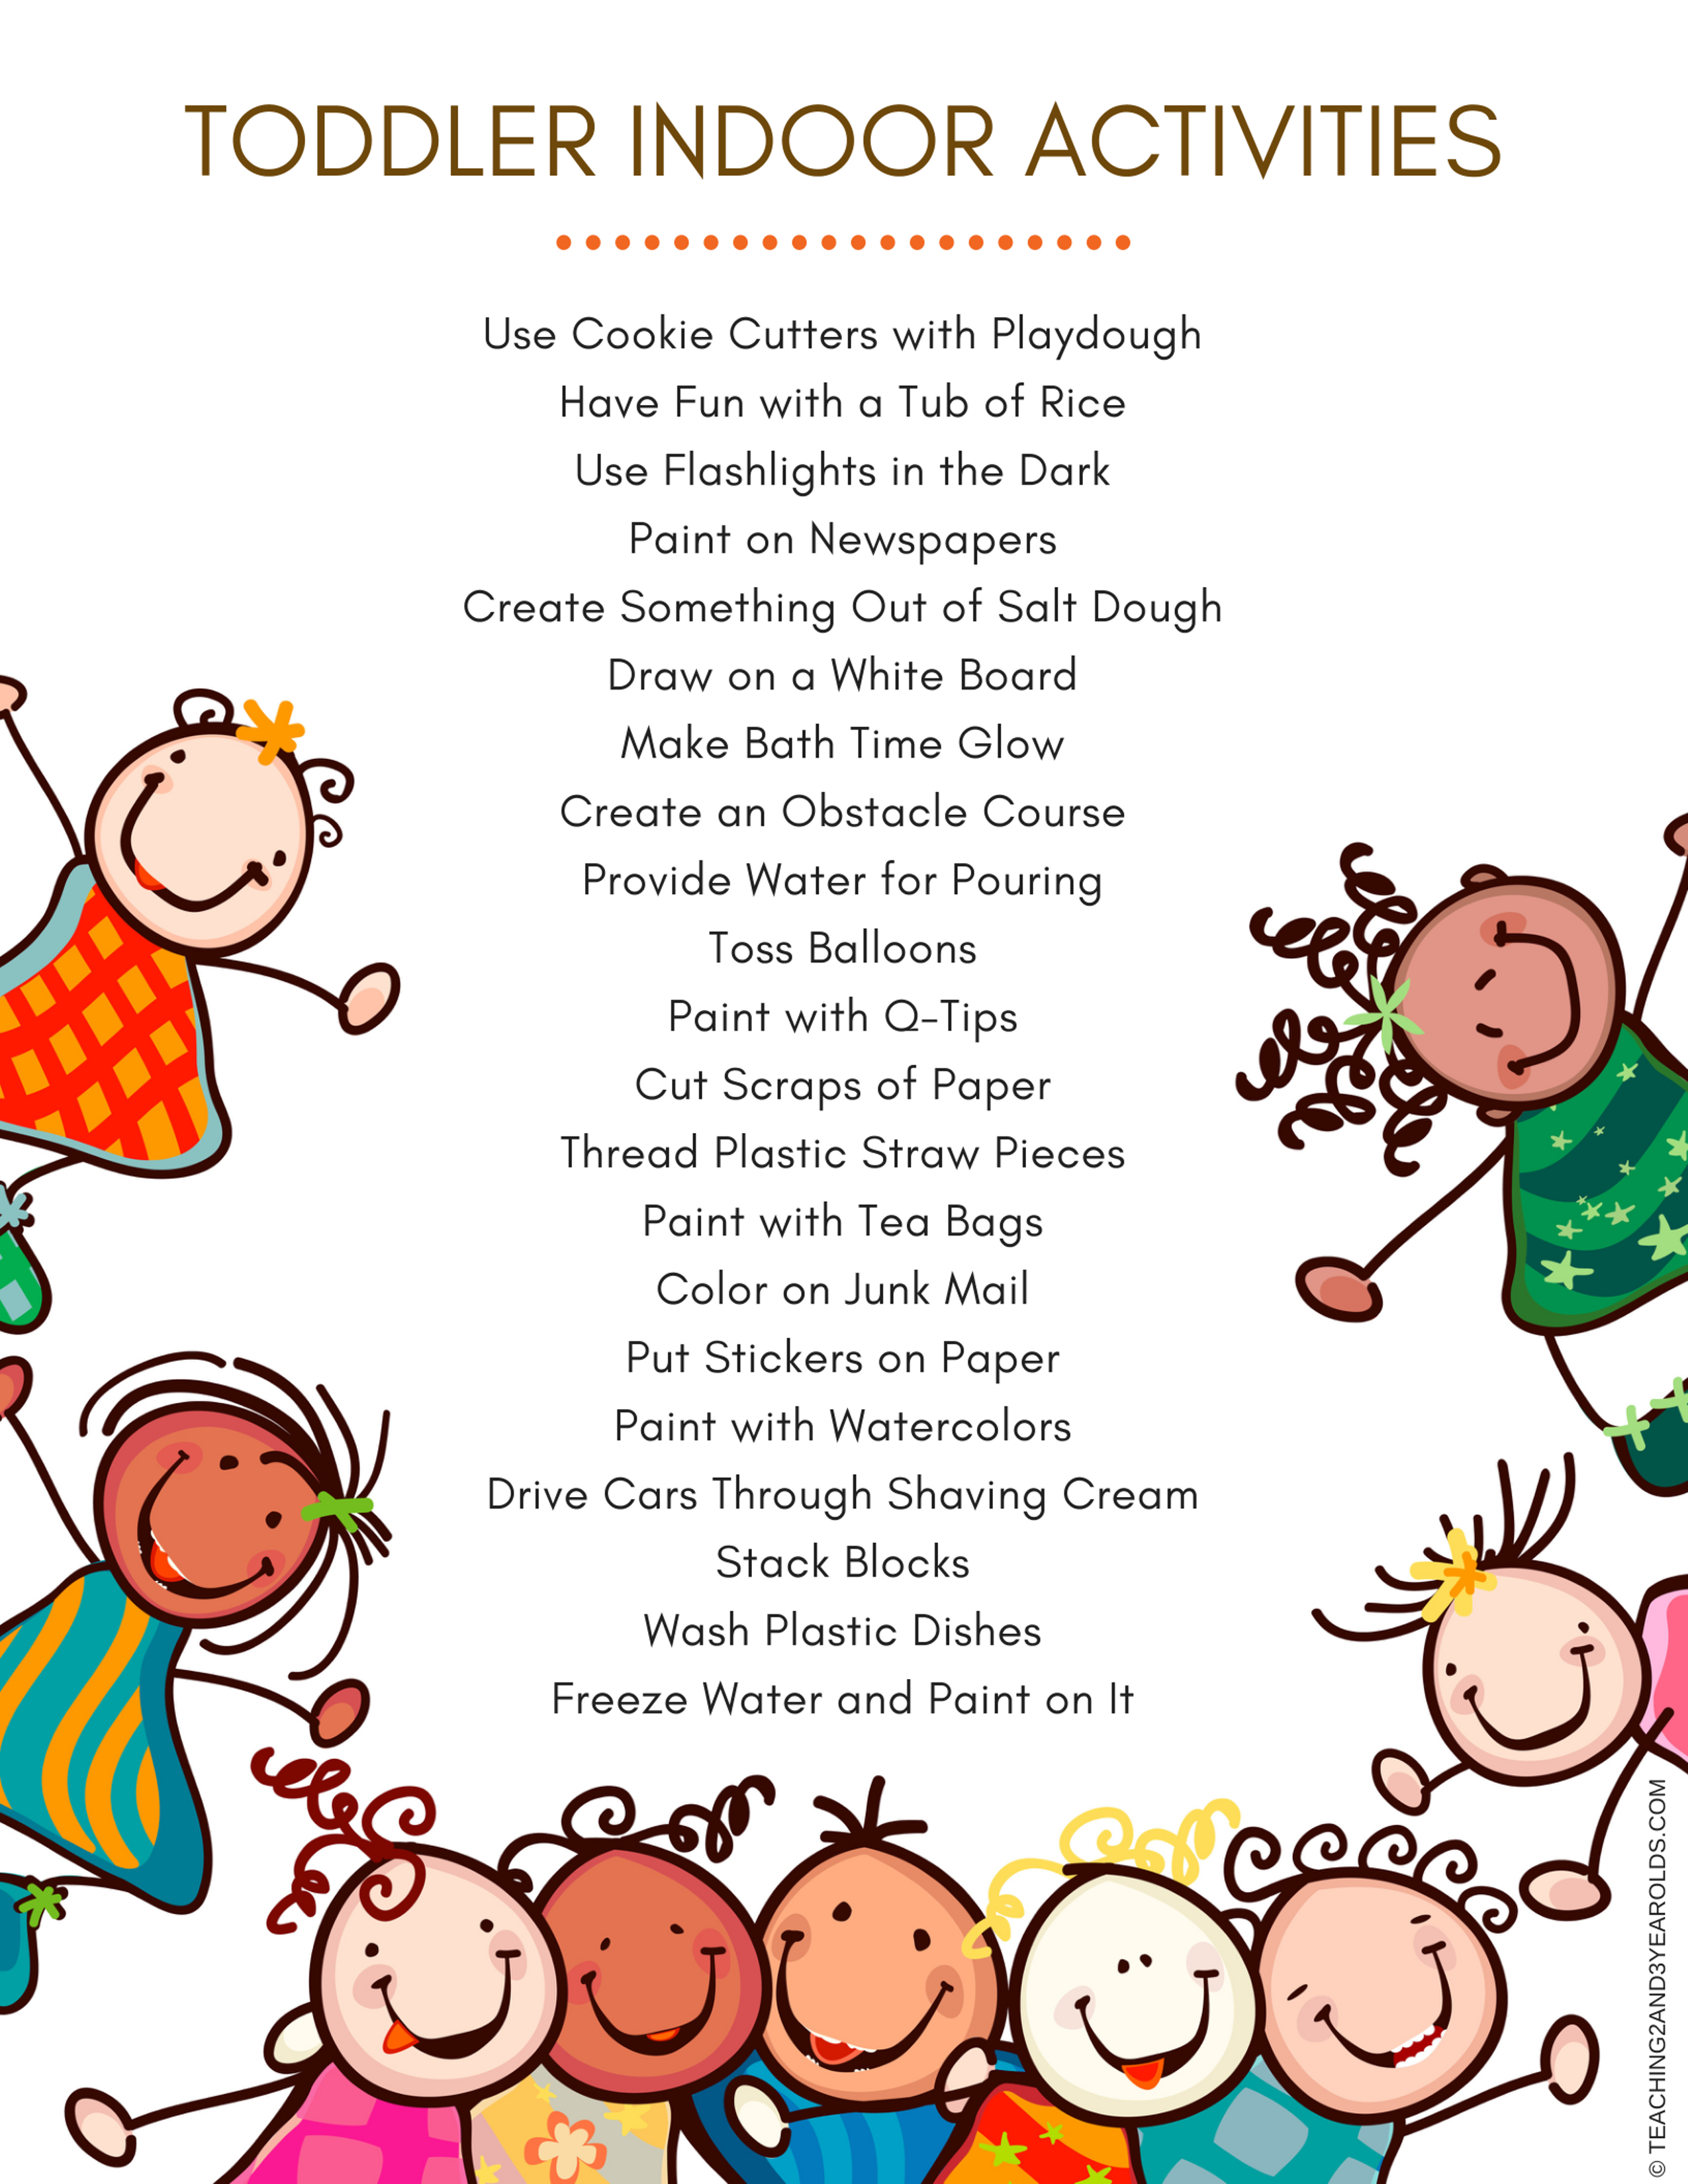 TODDLER INDOOR ACTIVITIES
Use Cookie Cutters with Playdough
Have Fun with a Tub of Rice
Use Flashlights in the Dark
Paint on Newspapers
Create Something Out of Salt Dough
Draw on a White Board
Make Bath Time Glow
Create an Obstacle Course
Provide Water for Pouring
Toss Balloons
Paint with Q-Tips
Cut Scraps of Paper
Thread Plastic Straw Pieces
Paint with Tea Bags
Color on Junk Mail
Put Stickers on Paper
Paint with Watercolors
Drive Cars Through Shaving Cream
Stack Blocks
Wash Plastic Dishes
Freeze Water and Paint on It
© TEACHING2AND3YEAROLDS.COM